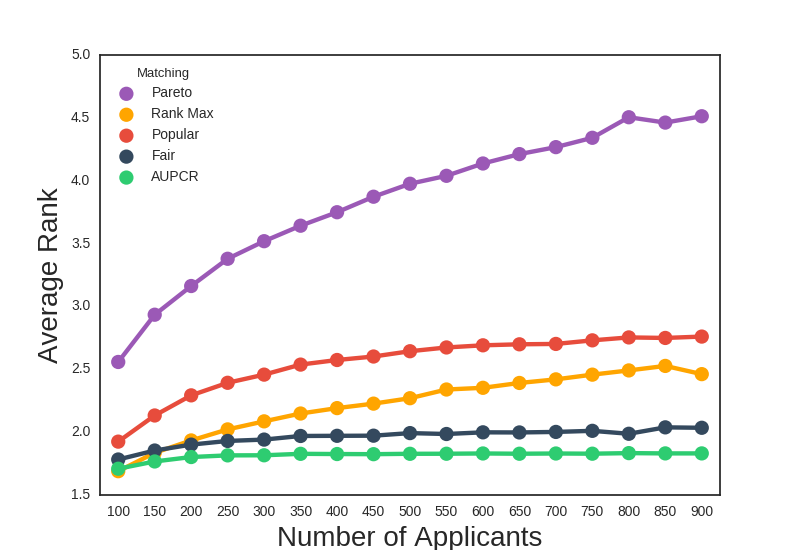 5.0
4.5
4.0
3.5
3.0
2.5
2.0
1.5
Average Rank
Matching
Pareto
Rank Max
Popular
Fair
AUPCR
100 150 200 250 300 350 400 450 500 550 600 650 700 750 800 850 900
Number of Applicants